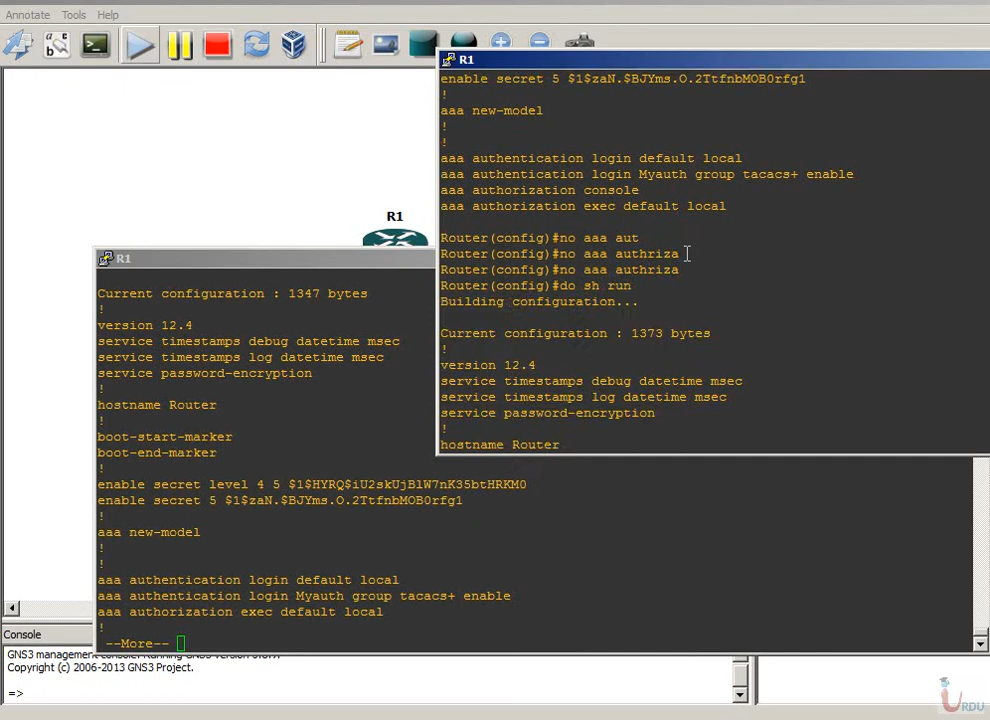 Annotate Tools Help
R1
enable secret 5 $1$zaN.$BJYms.O.2TtfnbMOB0rfg1
!
aaa new-model
!
!
aaa authentication login default local
aaa authentication login Myauth group tacacs+ enable
aaa authorization console
aaa authorization exec default local
Router(config)#no aaa aut
Router(config)#no aaa authriza
Router(config)#no aaa authriza
Router(config)#do sh run
Building configuration...
Current configuration : 1373 bytes
!
version 12.4
service timestamps debug datetime msec
service timestamps log datetime msec
service password-encryption
!
hostname Router
R1
R1
Current configuration : 1347 bytes
!
version 12.4
service timestamps debug datetime msec
service timestamps log datetime msec
service password-encryption
!
hostname Router
!
boot-start-marker
boot-end-marker
!
enable secret level 4 5 $1$HYRQ$iU2skUjBlW7nK35btHRKM0
enable secret 5 $1$zaN.$BJYms.O.2TtfnbMOB0rfg1
!
aaa new-model
!
!
aaa authentication login default local
aaa authentication login Myauth group tacacs+ enable
aaa authorization exec default local
!
--More--
Console
GNS3 management console.
Copyright (c) 2006-2013 GNS3 Project.
=>
URDU